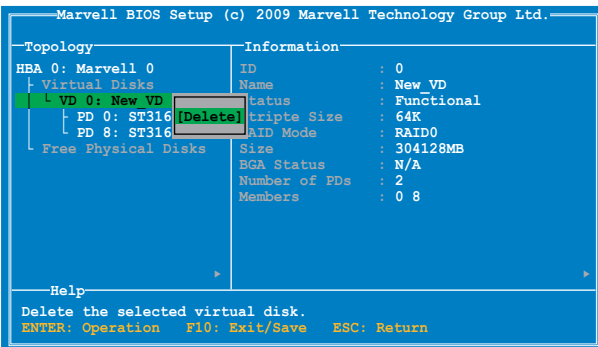 Marvell BIOS Setup (c) 2009 Marvell Technology Group Ltd.
Topology
HBA 0: Marvell 0
Virtual Disks
VD 0: New_VD
PD 0: ST316
PD 8: ST316
Free Physical Disks
[Delete]
Information
ID : 0
Name : New_VD
tatus : Functional
tripte Size : 64K
AID Mode : RAID0
Size : 304128MB
BGA Status : N/A
Number of PDs : 2
Members : 0 8
Help
Delete the selected virtual disk.
ENTER: Operation F10: Exit/Save ESC: Return